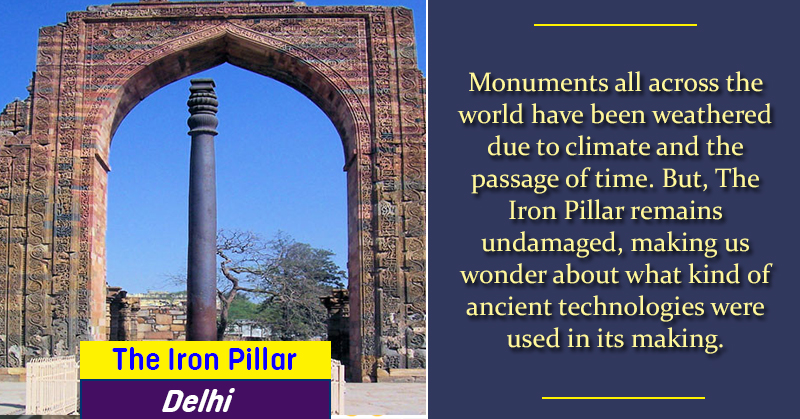 The Iron Pillar
Delhi
Monuments all across the
world have been weathered
due to climate and the
passage of time. But, The
Iron Pillar remains
undamaged, making us
wonder about what kind of
ancient technologies were
used in its making.